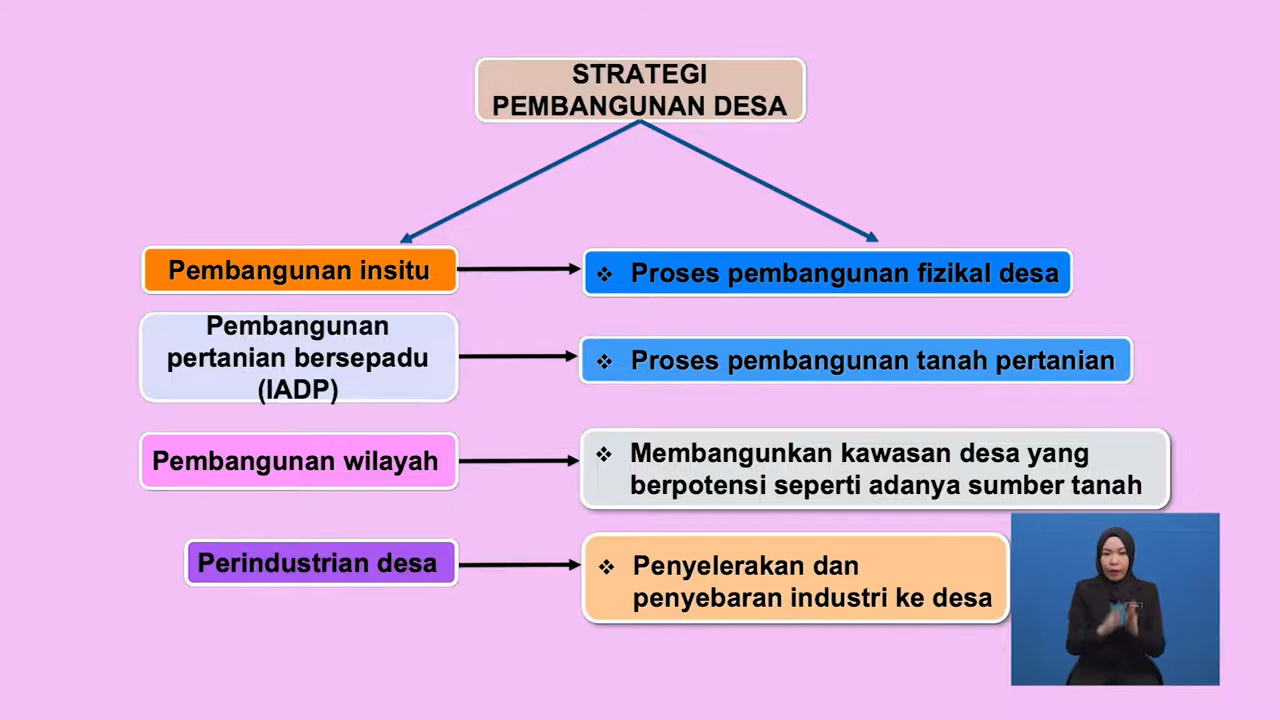 STRATEGI
PEMBANGUNAN DESA
Pembangunan insitu
❖ Proses pembangunan fizikal desa
Pembangunan
pertanian bersepadu
(IADP)
❖ Proses pembangunan tanah pertanian
Pembangunan wilayah
❖ Membangunkan kawasan desa yang
berpotensi seperti adanya sumber tanah
Perindustrian desa
❖ Penyelerakan dan
penyebaran industri ke desa